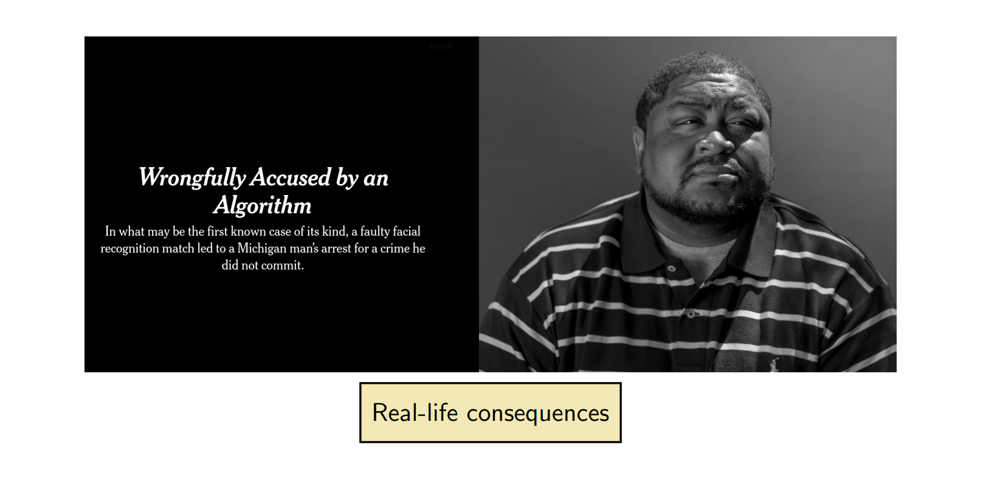 Account
Wrongfully Accused by an
Algorithm
In what may be the first known case of its kind, a faulty facial
recognition match led to a Michigan man’s arrest for a crime he
did not commit.
Real-life consequences